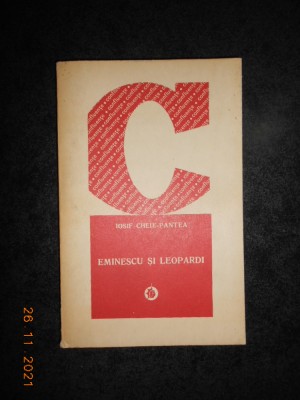 C
IOSIF CHEIE-PANTEA
EMINESCU ȘI LEOPARDI
26 11 2021